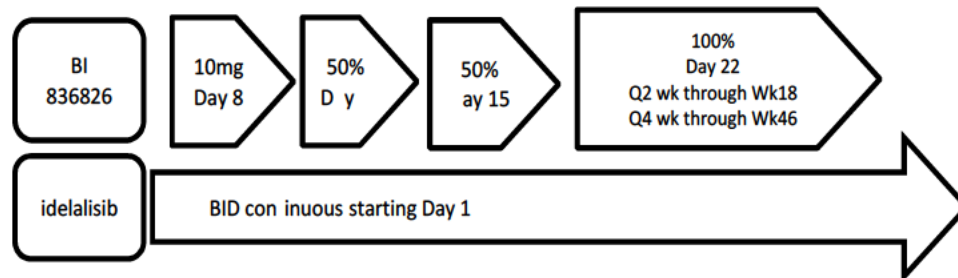 BI
836826
10mg
Day 8
50%
D y
50%
ay 15
100%
Day 22
Q2 wk through Wk18
Q4 wk through Wk46
idelalisib
BID con inuous starting Day 1